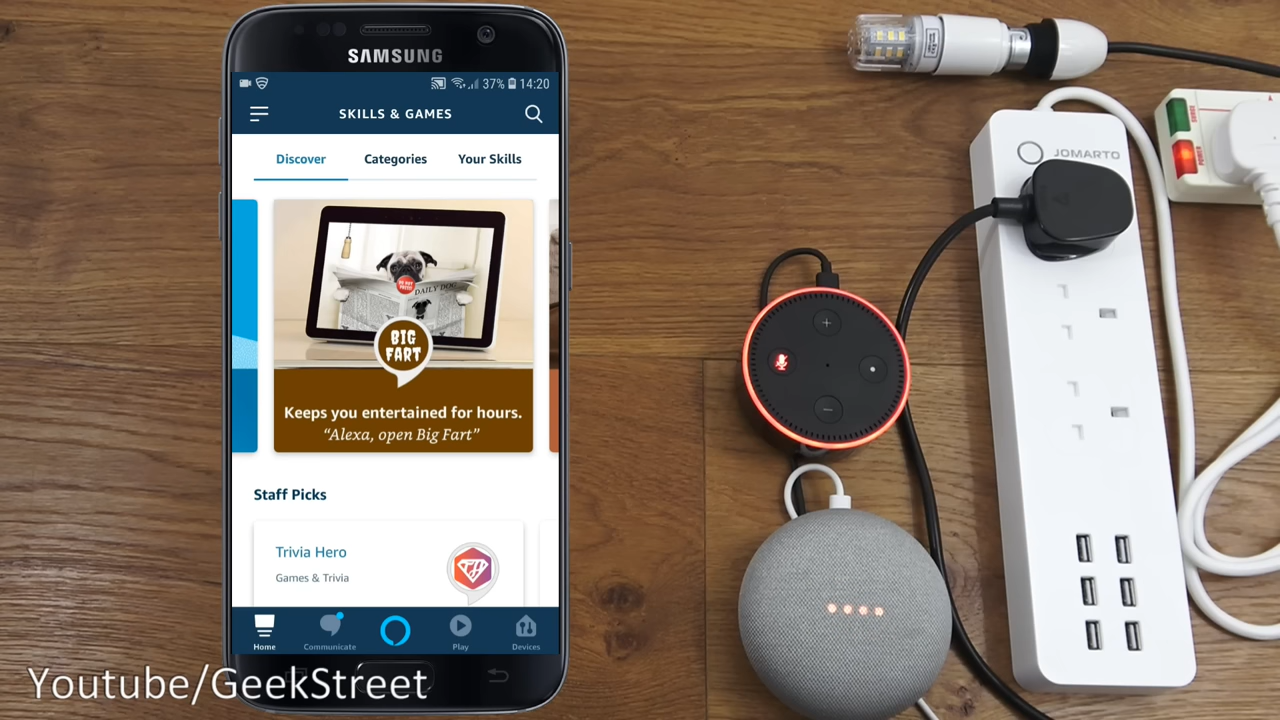 SAMSUNG
37% 14:20
SKILLS & GAMES
Discover Categories Your Skills
DAILY DOG
BIG
FART
Keeps you entertained for hours.
“Alexa, open Big Fart”
Staff Picks
Trivia Hero
Games & Trivia
Home Communicate Play Devices
JOMARTO
POWER
Youtube/GeekStreet